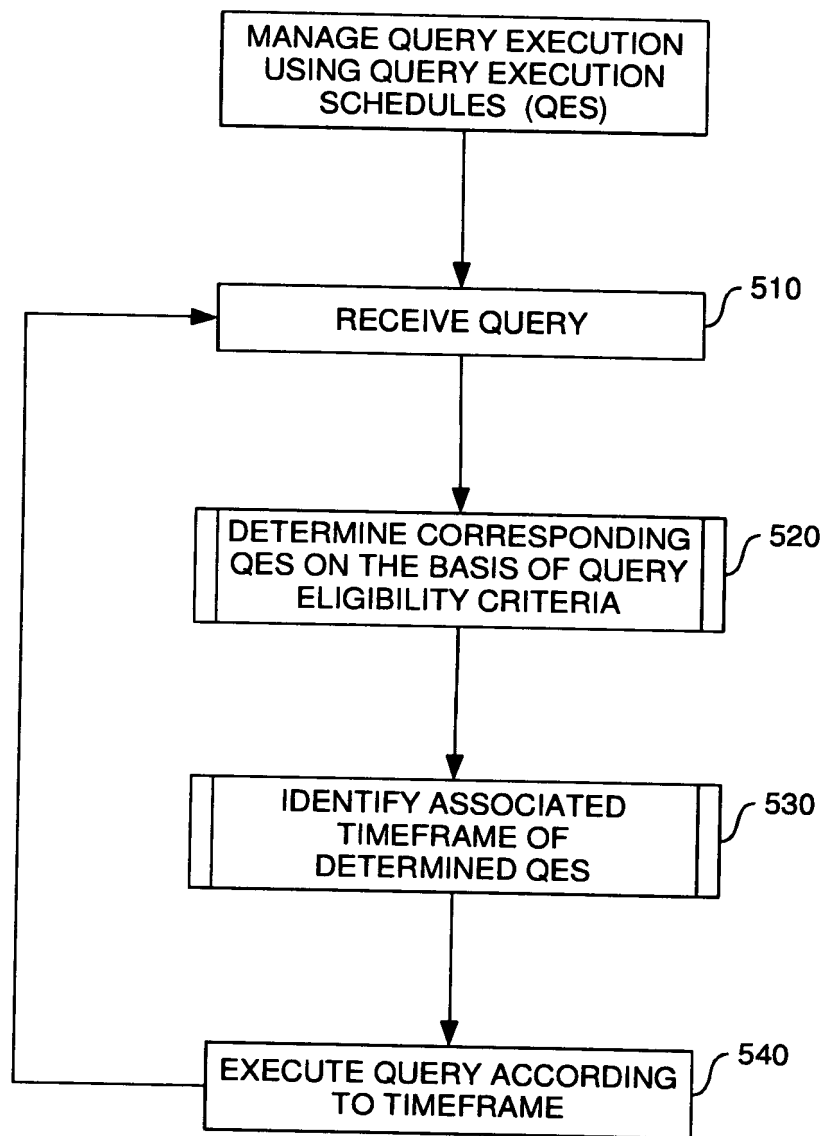 MANAGE QUERY EXECUTION
USING QUERY EXECUTION
SCHEDULES (QES)
510
RECEIVE QUERY
520
DETERMINE CORRESPONDING
QES ON THE BASIS OF QUERY
ELIGIBILITY CRITERIA
530
IDENTIFY ASSOCIATED
TIMEFRAME OF
DETERMINED QES
540
EXECUTE QUERY ACCORDING
TO TIMEFRAME